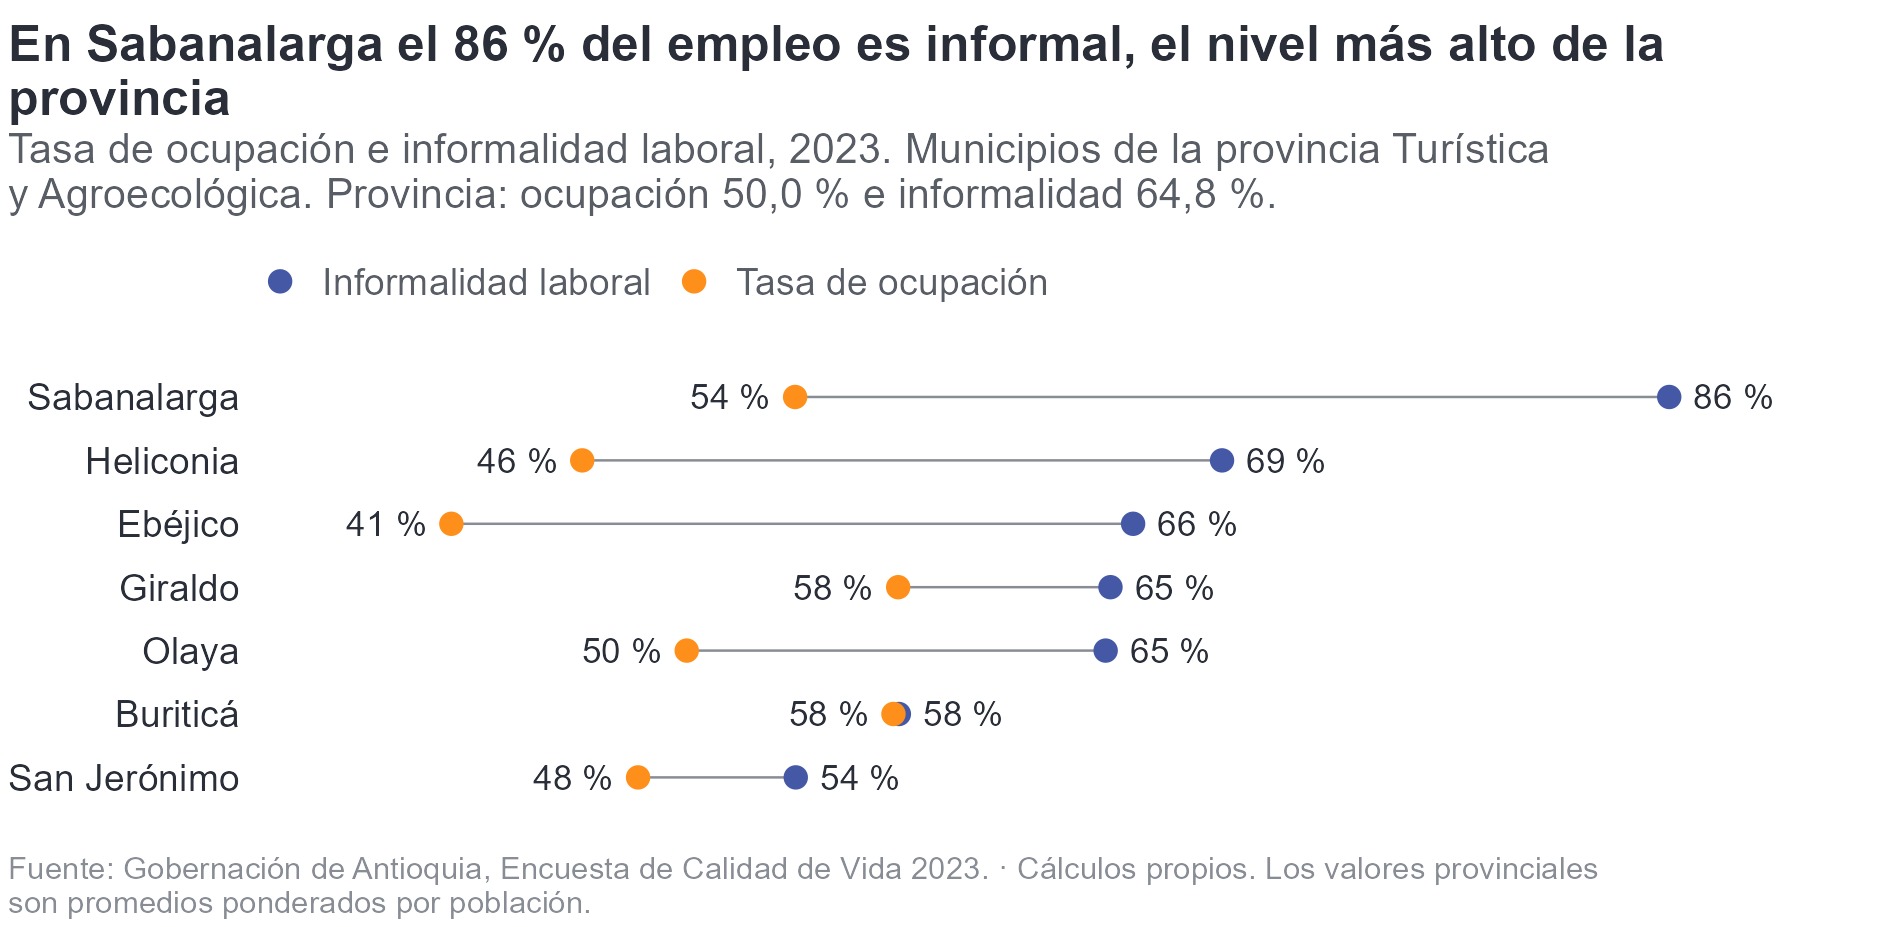 En Sabanalarga el 86 % del empleo es informal, el nivel más alto de la
provincia
Tasa de ocupación e informalidad laboral, 2023. Municipios de la provincia Turística
y Agroecológica. Provincia: ocupación 50,0 % e informalidad 64,8 %.
Informalidad laboral Tasa de ocupación
Sabanalarga 54 % 86 %
Heliconia 46 % 69 %
Ebéjico 41 % 66 %
Giraldo 58 % 65 %
Olaya 50 % 65 %
Buriticá 58 % 58 %
San Jerónimo 48 % 54 %
Fuente: Gobernación de Antioquia, Encuesta de Calidad de Vida 2023. · Cálculos propios. Los valores provinciales
son promedios ponderados por población.